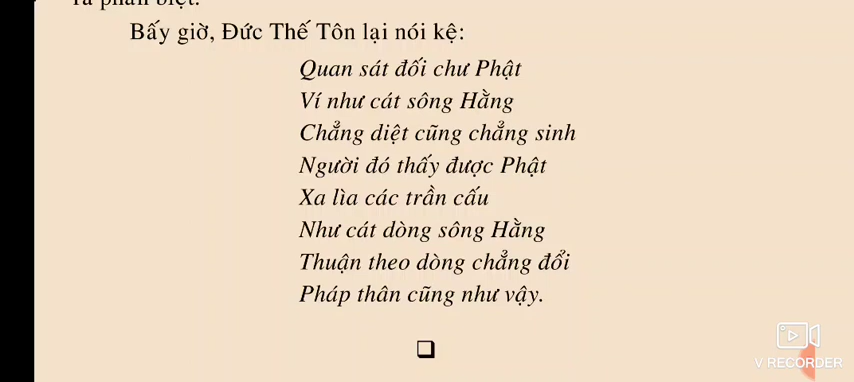 Bấy giờ, Đức Thế Tôn lại nói kệ:
Quan sát đối chư Phật
Ví như cát sông Hằng
Chẳng diệt cũng chẳng sinh
Người đó thấy được Phật
Xa lìa các trần cấu
Như cát dòng sông Hằng
Thuận theo dòng chẳng đổi
Pháp thân cũng như vậy.
V RECORDER